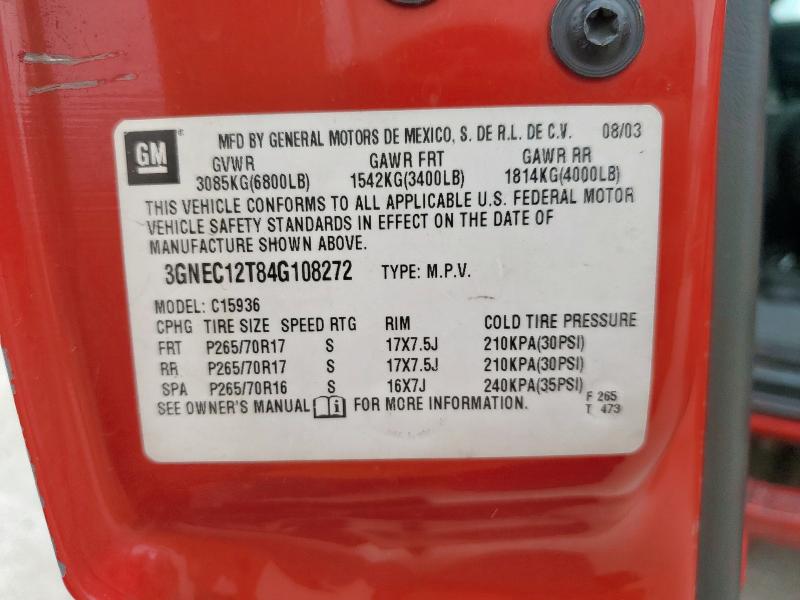 GM MFD BY GENERAL MOTORS DE MEXICO, S. DE R.L. DE C.V. 08/03
GVWR GAWR FRT GAWR RR
3085KG(6800LB) 1542KG(3400LB) 1814KG(4000LB)
THIS VEHICLE CONFORMS TO ALL APPLICABLE U.S. FEDERAL MOTOR
VEHICLE SAFETY STANDARDS IN EFFECT ON THE DATE OF
MANUFACTURE SHOWN ABOVE.
3GNEC12T84G108272 TYPE: M.P.V.
MODEL: C15936
CPHG TIRE SIZE SPEED RTG RIM COLD TIRE PRESSURE
FRT P265/70R17 S 17X7.5J 210KPA(30PSI)
RR P265/70R17 S 17X7.5J 210KPA(30PSI)
SPA P265/70R16 S 16X7J 240KPA(35PSI)
SEE OWNER'S MANUAL FOR MORE INFORMATION.
F 265
T 473